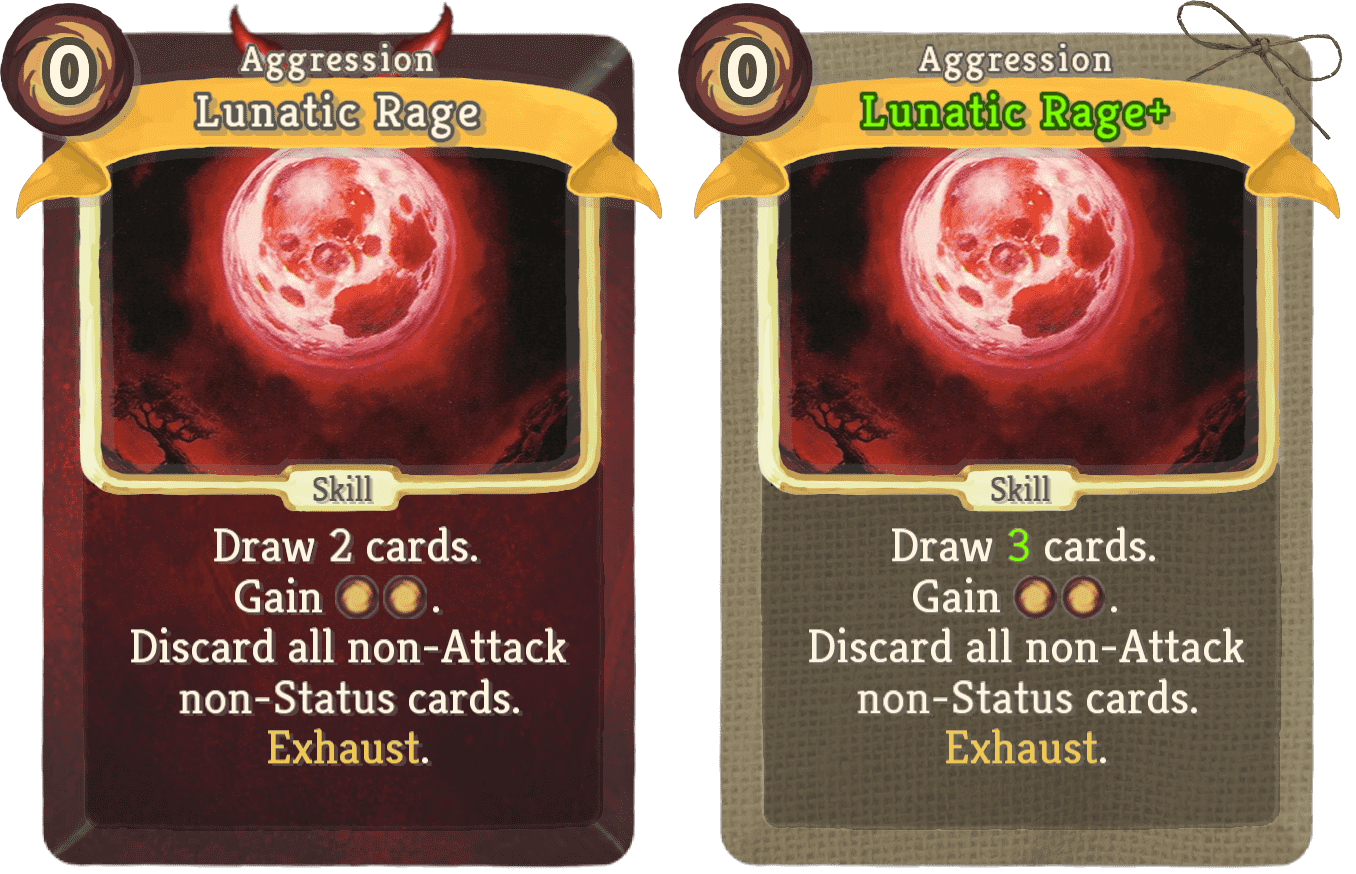 0
Aggression
Lunatic Rage
Skill
Draw 2 cards.
Gain .
Discard all non-Attack
non-Status cards.
Exhaust.
0
Aggression
Lunatic Rage+
Skill
Draw 3 cards.
Gain .
Discard all non-Attack
non-Status cards.
Exhaust.